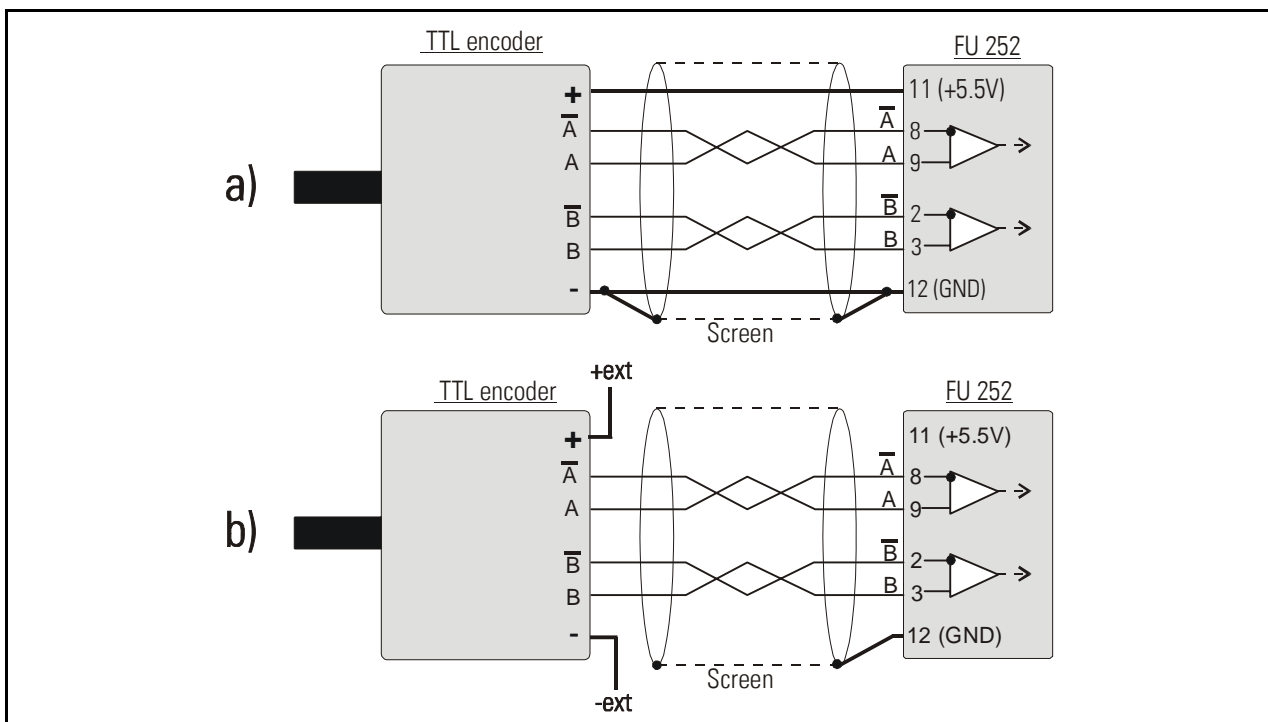 TTL encoder
FU 252
a)
+
A̅
A
B̅
B
-
A̅
A
B̅
B
11 (+5.5V)
8
9
2
3
12 (GND)
Screen
TTL encoder
+ext
FU 252
b)
+
A̅
A
B̅
B
-
-ext
A̅
A
B̅
B
11 (+5.5V)
8
9
2
3
12 (GND)
Screen